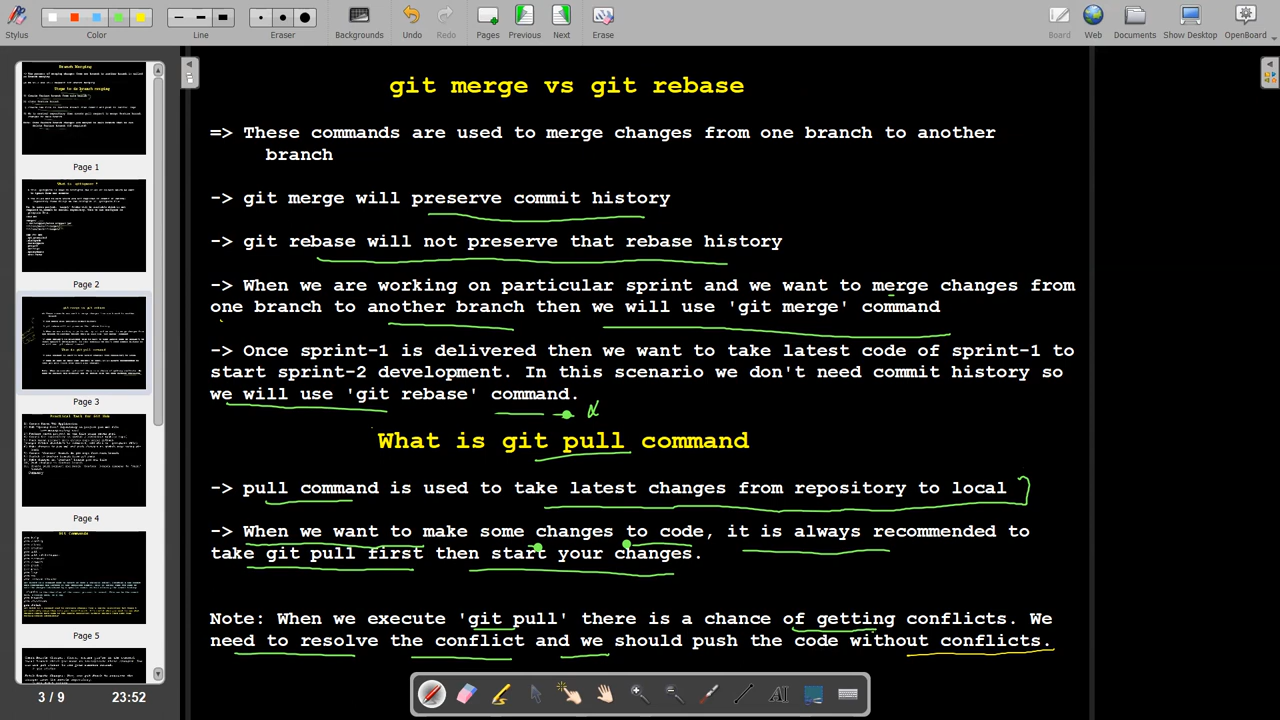 Stylus
Color
Line
Eraser
Backgrounds
Undo
Redo
Pages
Previous
Next
Erase
Board
Web
Documents
Show Desktop
OpenBoard
git merge vs git rebase
=> These commands are used to merge changes from one branch to another
branch
-> git merge will preserve commit history
-> git rebase will not preserve that rebase history
-> When we are working on particular sprint and we want to merge changes from
one branch to another branch then we will use 'git merge' command
-> Once sprint-1 is delivered then we want to take latest code of sprint-1 to
start sprint-2 development. In this scenario we don't need commit history so
we will use 'git rebase' command.
What is git pull command
-> pull command is used to take latest changes from repository to local
-> When we want to make some changes to code, it is always recommended to
take git pull first then start your changes.
Note: When we execute 'git pull' there is a chance of getting conflicts. We
need to resolve the conflict and we should push the code without conflicts.
Page 1
Page 2
Page 3
Page 4
Page 5
3 / 9
23:52
AI